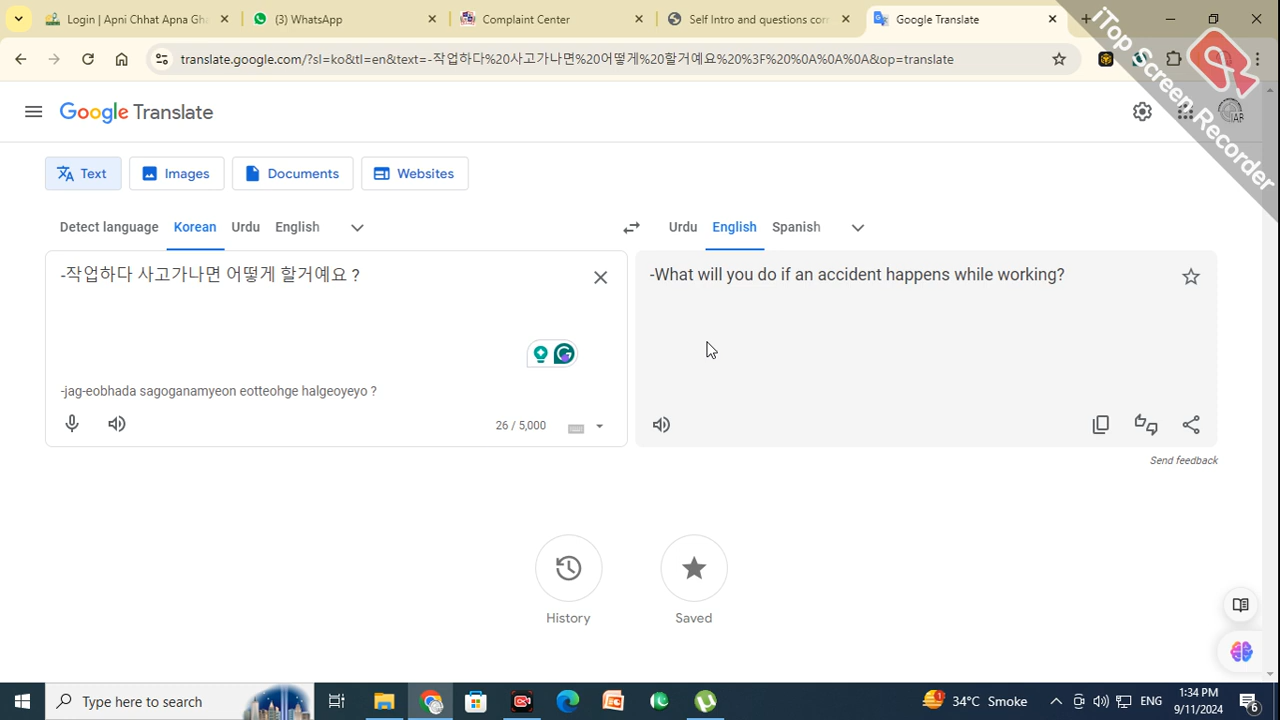 Login | Apni Chhat Apna Gh
(3) WhatsApp
Complaint Center
Self Intro and questions con
Google Translate
translate.google.com/?sl=ko&tl=en&text=-작업하다%20사고가나면%20어떻게%20할거예요%20%3F%20%0A%0A%0A&op=translate
iTop Screen Recorder
Google Translate
Text
Images
Documents
Websites
Detect language
Korean
Urdu
English
Urdu
English
Spanish
-작업하다 사고가나면 어떻게 할거예요 ?
-What will you do if an accident happens while working?
-jag-eobhada sagoganamyeon eotteohge halgeoyeyo ?
26 / 5,000
Send feedback
History
Saved
Type here to search
34°C Smoke
ENG
1:34 PM
9/11/2024
6